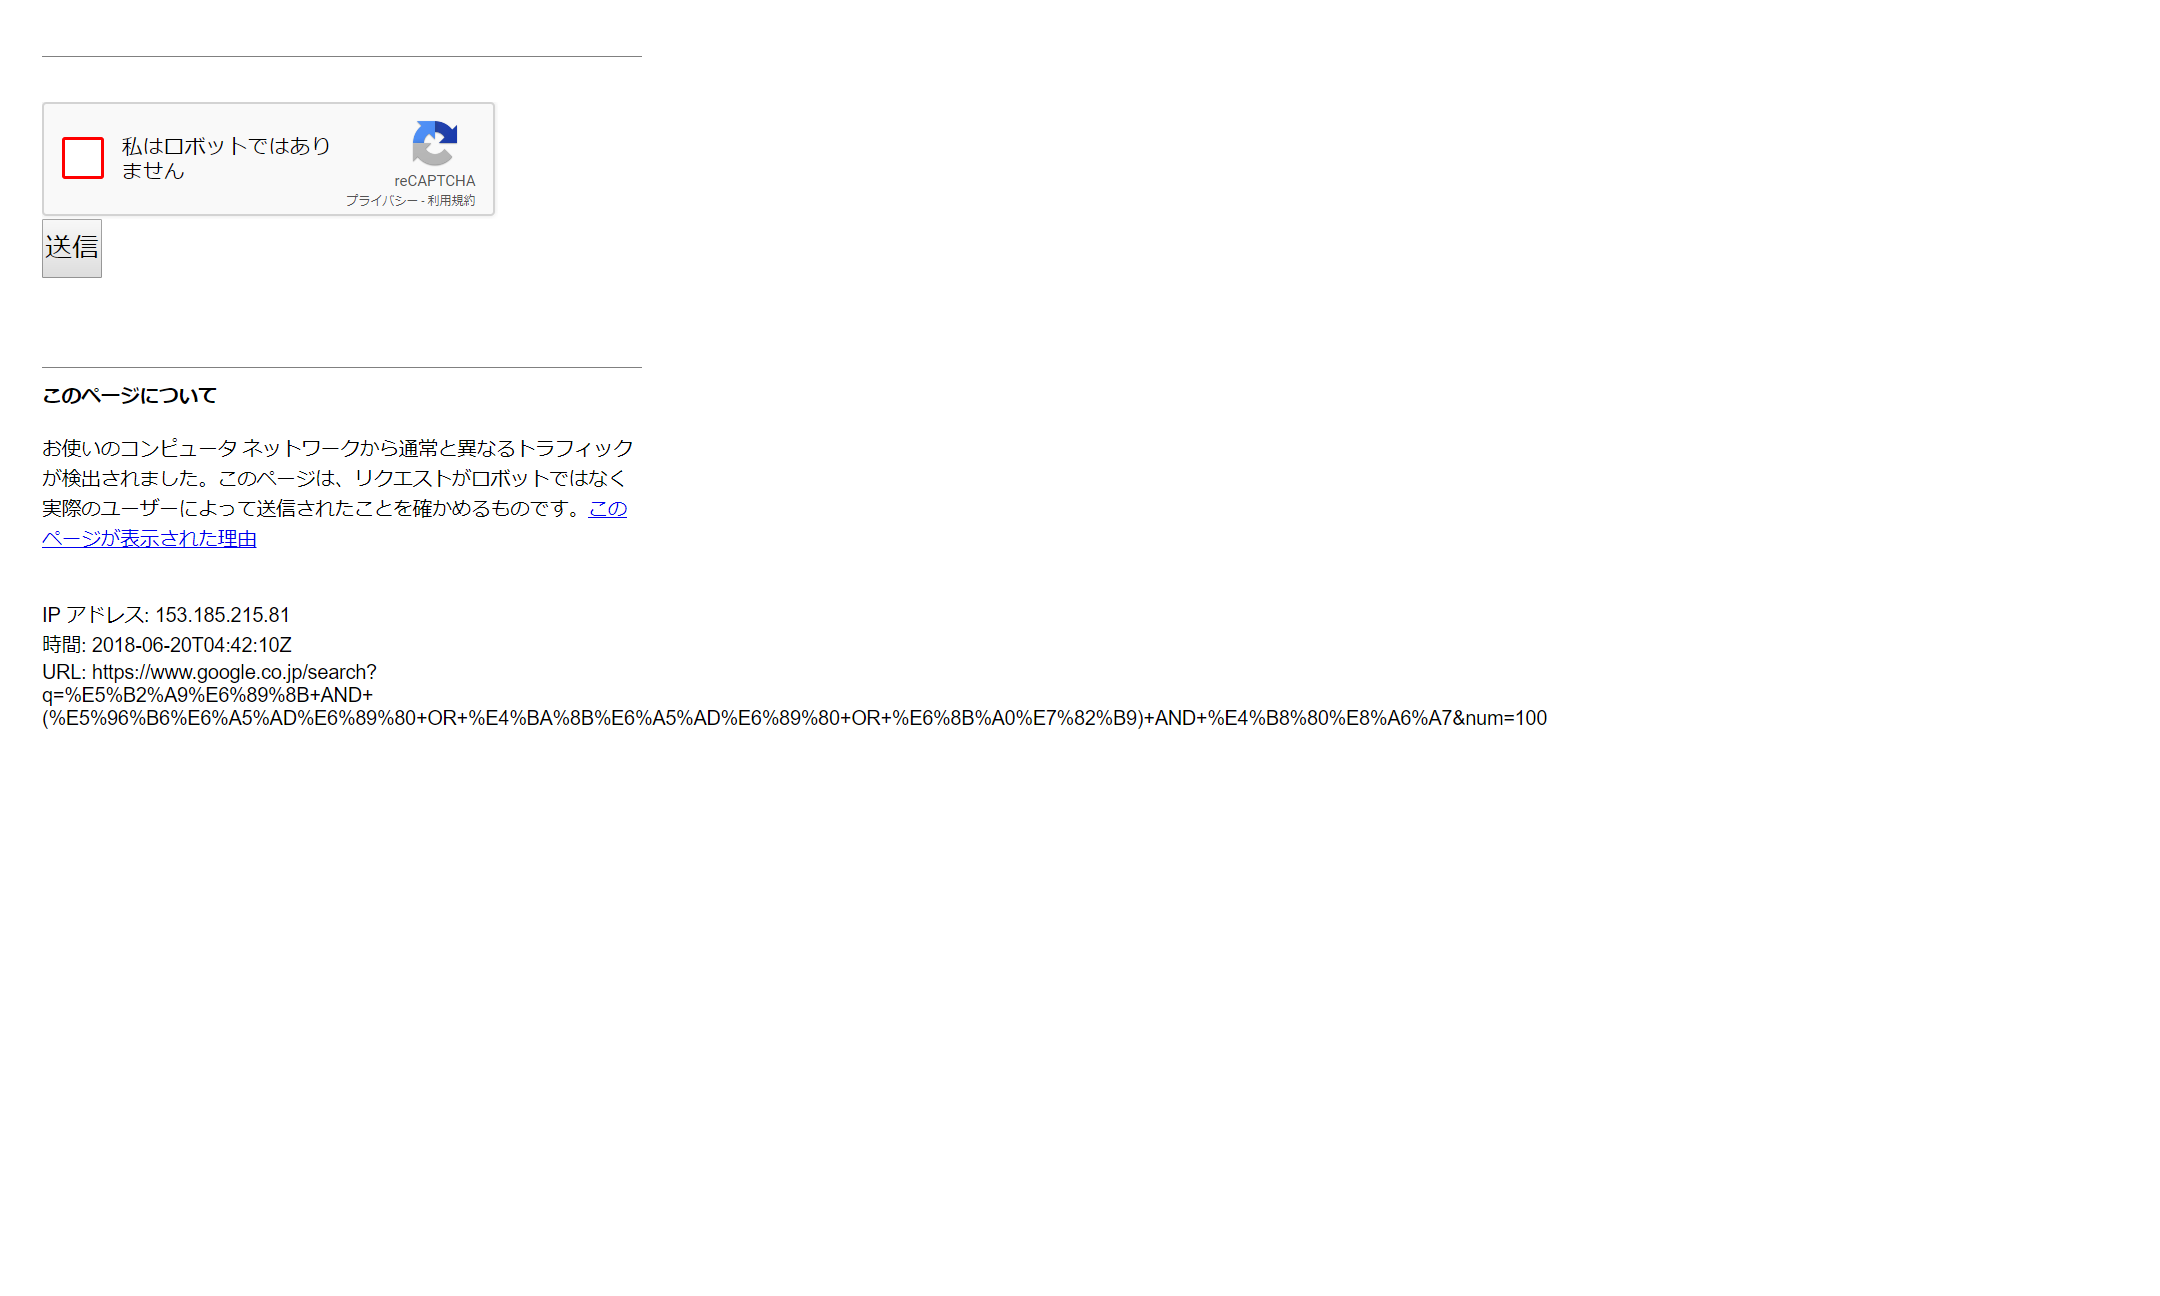 私はロボットではあり
ません
reCAPTCHA
プライバシー - 利用規約
送信
このページについて
お使いのコンピュータ ネットワークから通常と異なるトラフィック
が検出されました。このページは、リクエストがロボットではなく
実際のユーザーによって送信されたことを確かめるものです。この
ページが表示された理由
IP アドレス: 153.185.215.81
時間: 2018-06-20T04:42:10Z
URL: https://www.google.co.jp/search?
q=%E5%B2%A9%E6%89%8B+AND+
(%E5%96%B6%E6%A5%AD%E6%89%80+OR+%E4%BA%8B%E6%A5%AD%E6%89%80+OR+%E6%8B%A0%E7%82%B9)+AND+%E4%B8%80%E8%A6%A7&num=100